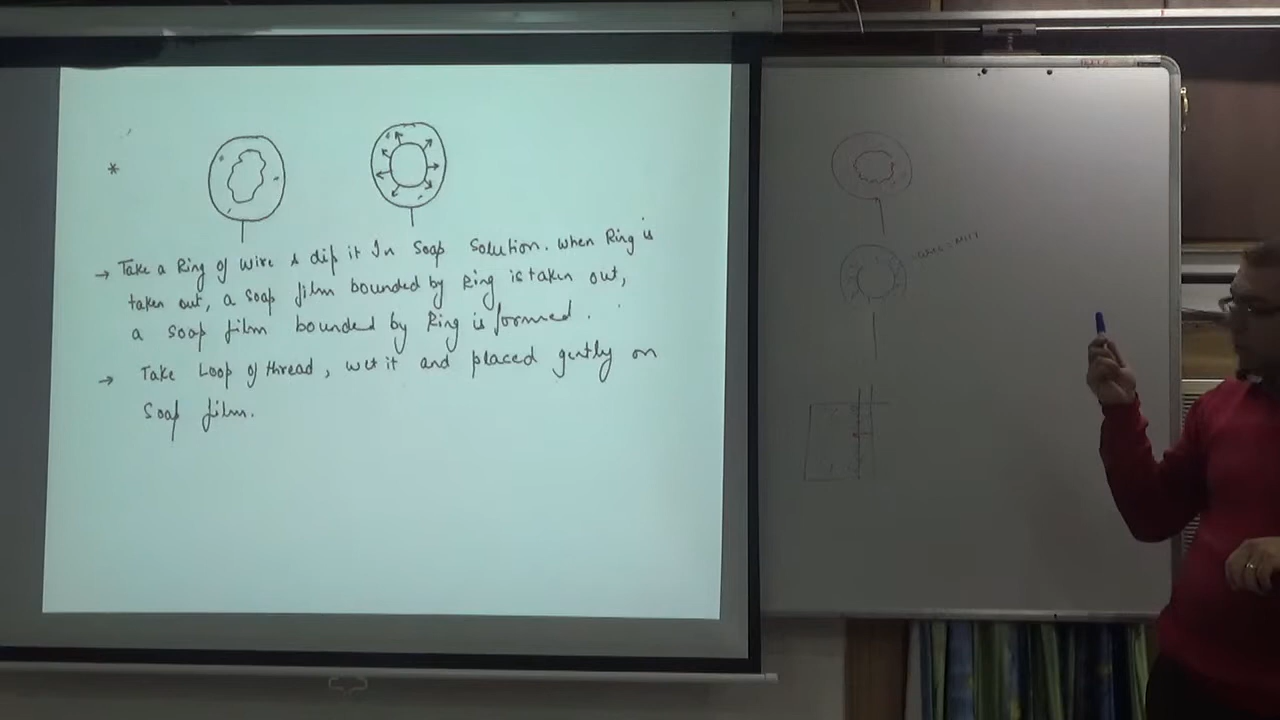 *
→ Take a Ring of wire & dip it In Soap Solution. When Ring is
taken out, a soap film bounded by Ring is taken out,
a soap film bounded by Ring is formed.
→ Take Loop of thread, wet it and placed gently on
Soap film.